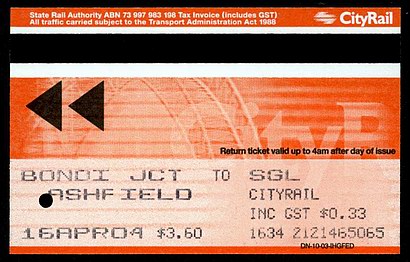 State Rail Authority ABN 73 997 983 198 Tax Invoice (includes GST)
All traffic carried subject to the Transport Administration Act 1988
CityRail
Return ticket valid up to 4am after day of issue
BONDI JCT TO SGL
ASHFIELD CITYRAIL
INC GST $0.33
16APR04 $3.60 1634 2121465065
DN-10-03-IHGFED